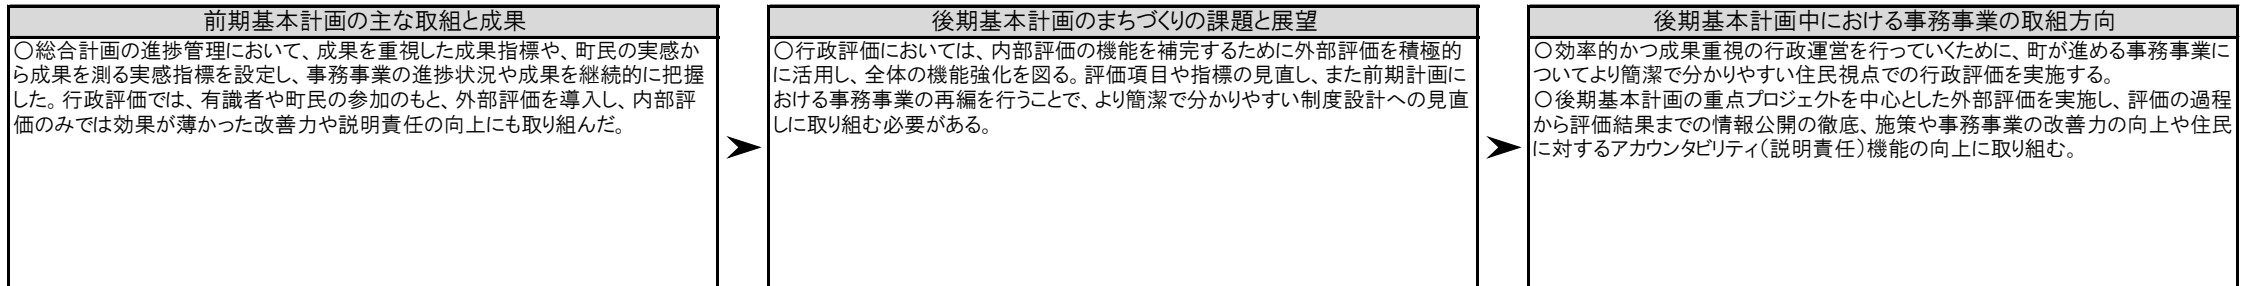 前期基本計画の主な取組と成果
○総合計画の進捗管理において、成果を重視した成果指標や、町民の実感か
ら成果を測る実感指標を設定し、事務事業の進捗状況や成果を継続的に把握
した。行政評価では、有識者や町民の参加のもと、外部評価を導入し、内部評
価のみでは効果が薄かった改善力や説明責任の向上にも取り組んだ。
後期基本計画のまちづくりの課題と展望
○行政評価においては、内部評価の機能を補完するために外部評価を積極的
に活用し、全体の機能強化を図る。評価項目や指標の見直し、また前期計画に
おける事務事業の再編を行うことで、より簡潔で分かりやすい制度設計への見直
しに取り組む必要がある。
後期基本計画中における事務事業の取組方向
○効率的かつ成果重視の行政運営を行っていくために、町が進める事務事業に
ついてより簡潔で分かりやすい住民視点での行政評価を実施する。
○後期基本計画の重点プロジェクトを中心とした外部評価を実施し、評価の過程
から評価結果までの情報公開の徹底、施策や事務事業の改善力の向上や住民
に対するアカウンタビリティ（説明責任）機能の向上に取り組む。